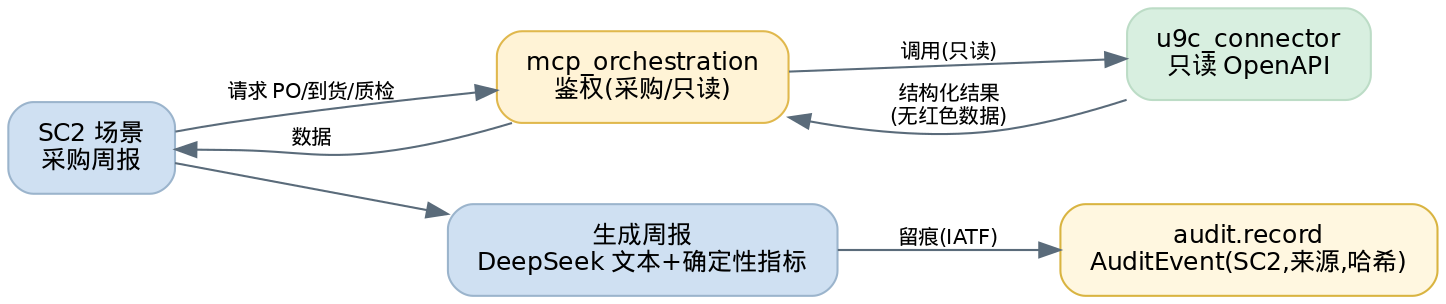 SC2 场景
采购周报
请求 PO/到货/质检
数据
mcp_orchestration
鉴权(采购/只读)
调用(只读)
结构化结果
(无红色数据)
u9c_connector
只读 OpenAPI
生成周报
DeepSeek 文本+确定性指标
留痕(IATF)
audit.record
AuditEvent(SC2,来源,哈希)